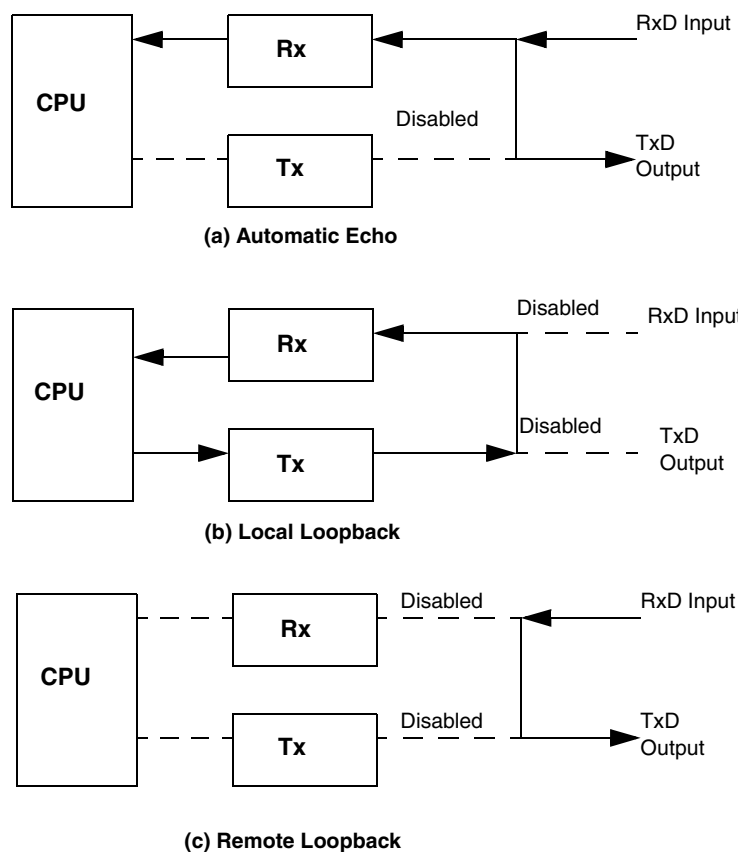 RxD Input
Rx
CPU
Disabled
TxD
Output
Tx
(a) Automatic Echo
Disabled
RxD Input
Rx
CPU
Disabled
TxD
Output
Tx
(b) Local Loopback
Disabled
RxD Input
Rx
CPU
Disabled
TxD
Output
Tx
(c) Remote Loopback